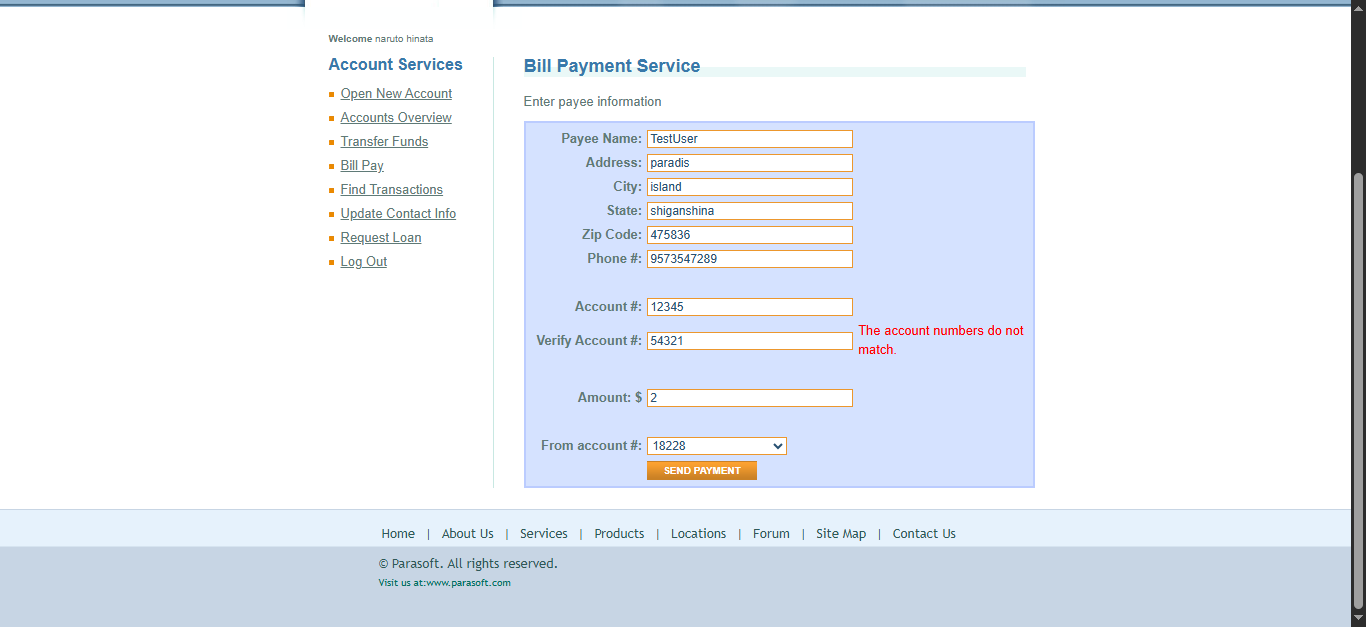 Welcome naruto hinata
Account Services
Open New Account
Accounts Overview
Transfer Funds
Bill Pay
Find Transactions
Update Contact Info
Request Loan
Log Out
Bill Payment Service
Enter payee information
Payee Name: TestUser
Address: paradis
City: island
State: shiganshina
Zip Code: 475836
Phone #: 9573547289
Account #: 12345
Verify Account #: 54321
The account numbers do not
match.
Amount: $ 2
From account #: 18228
SEND PAYMENT
Home | About Us | Services | Products | Locations | Forum | Site Map | Contact Us
© Parasoft. All rights reserved.
Visit us at:www.parasoft.com